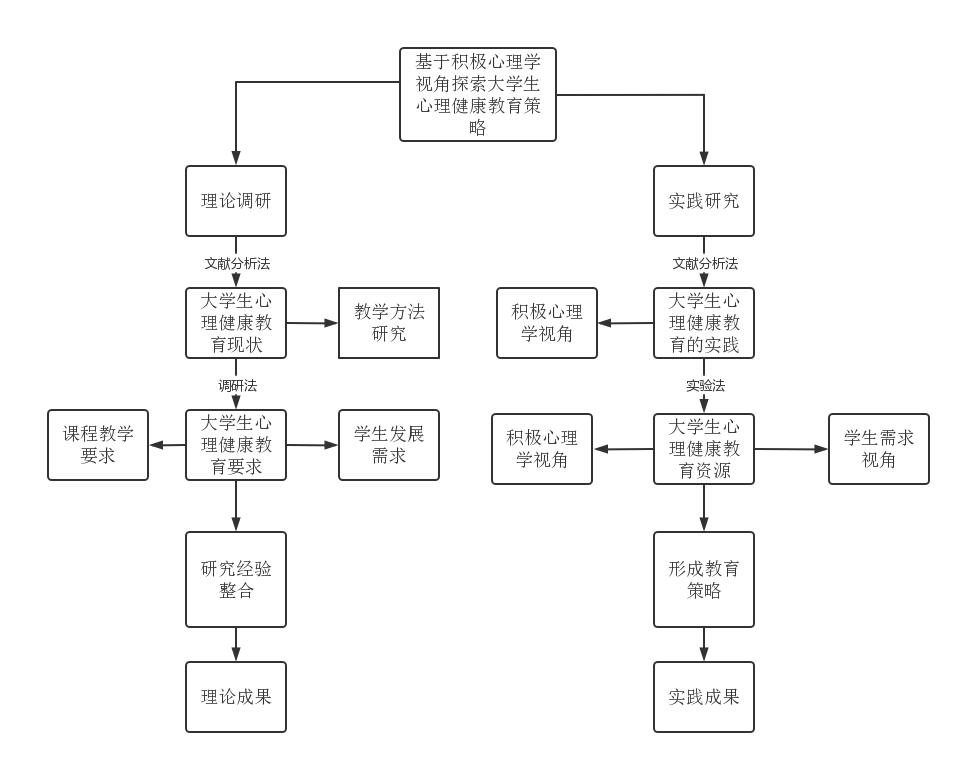 基于积极心理学
视角探索大学生
心理健康教育策
略
理论调研
实践研究
文献分析法
文献分析法
大学生心
理健康教
育现状
教学方法
研究
积极心理
学视角
大学生心
理健康教
育的实践
调研法
实验法
课程教学
要求
大学生心
理健康教
育要求
学生发展
需求
积极心理
学视角
大学生心
理健康教
育资源
学生需求
视角
研究经验
整合
形成教育
策略
理论成果
实践成果